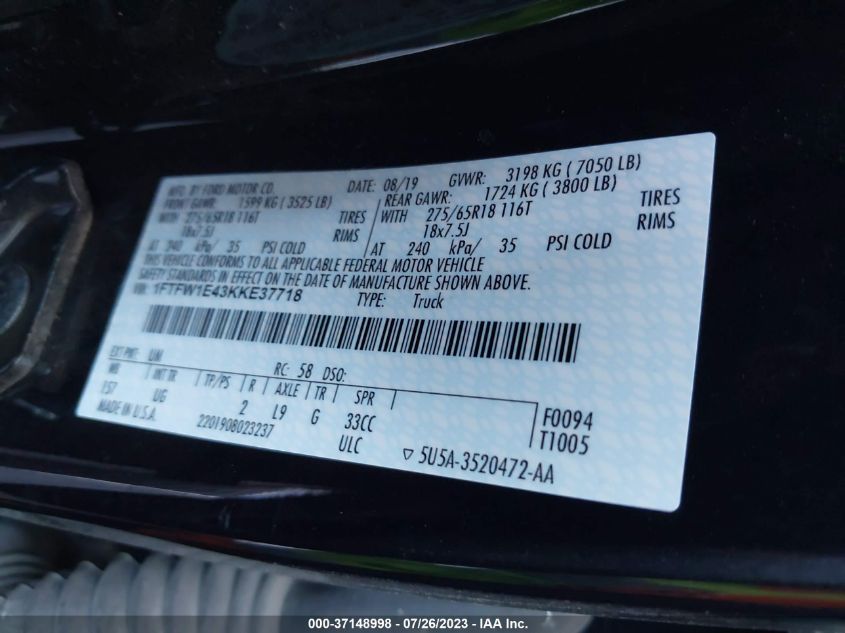 MFD. BY FORD MOTOR CO.
DATE: 08/19 GVWR: 3198 KG ( 7050 LB)
FRONT GAWR: 1599 KG ( 3525 LB)
REAR GAWR: 1724 KG ( 3800 LB)
WITH 275/65R18 116T TIRES
WITH 275/65R18 116T TIRES
18x7.5J RIMS
18x7.5J RIMS
AT 240 kPa/ 35 PSI COLD
AT 240 kPa/ 35 PSI COLD
THIS VEHICLE CONFORMS TO ALL APPLICABLE FEDERAL MOTOR VEHICLE
SAFETY STANDARDS IN EFFECT ON THE DATE OF MANUFACTURE SHOWN ABOVE.
VIN: 1FTFW1E43KKE37718
TYPE: Truck
EXT PNT: UM RC: 58 DSO:
WB INT TR TP/PS R AXLE TR SPR
157 UG 2 L9 G 33CC
F0094
T1005
MADE IN U.S.A. 2201908023237 ULC
5U5A-3520472-AA
000-37148998 - 07/26/2023 - IAA Inc.